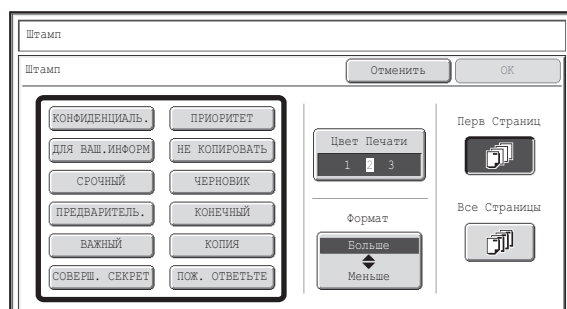 Штамп
Штамп
Отменить
OK
КОНФИДЕНЦИАЛЬ.
ПРИОРИТЕТ
ДЛЯ ВАШ.ИНФОРМ
НЕ КОПИРОВАТЬ
СРОЧНЫЙ
ЧЕРНОВИК
ПРЕДВАРИТЕЛЬ.
КОНЕЧНЫЙ
ВАЖНЫЙ
КОПИЯ
СОВЕРШ. СЕКРЕТ
ПОЖ. ОТВЕТЬТЕ
Цвет Печати
1 2 3
Формат
Больше
Меньше
Перв Страниц
Все Страницы